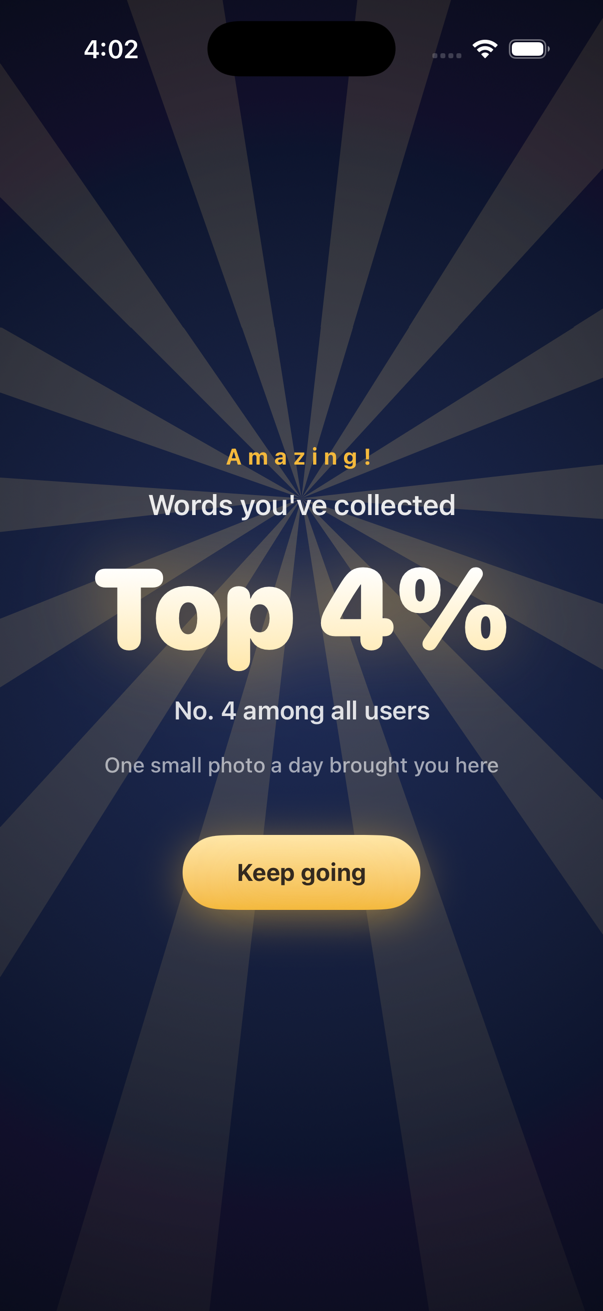 4:02
Amazing!
Words you've collected
Top 4%
No. 4 among all users
One small photo a day brought you here
Keep going